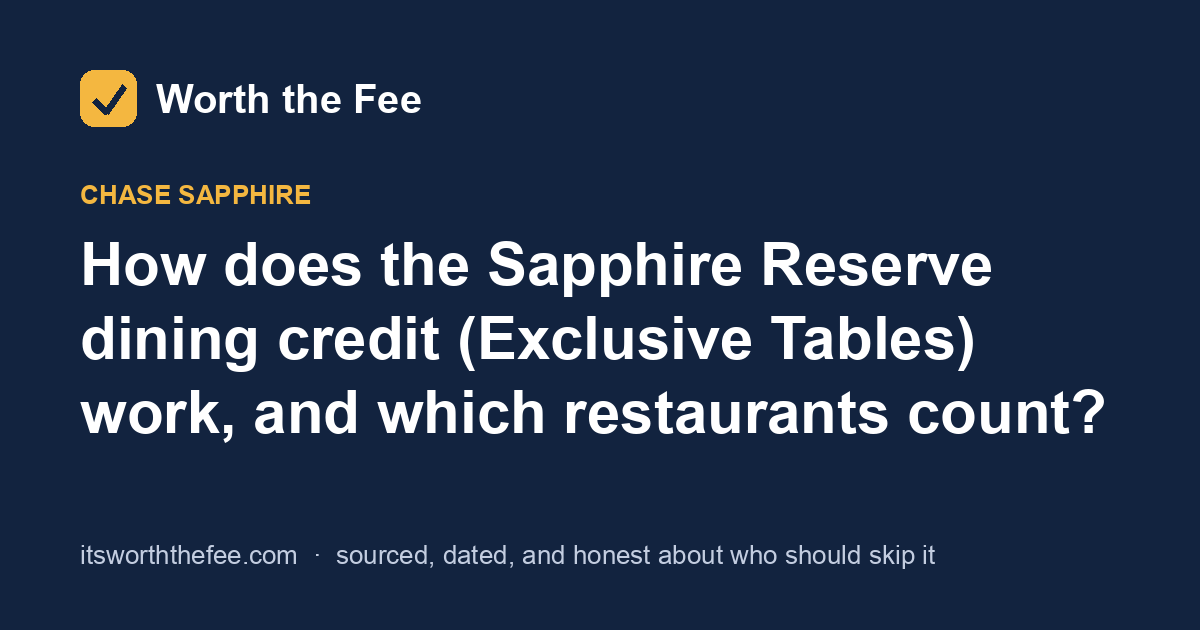 Worth the Fee
CHASE SAPPHIRE
How does the Sapphire Reserve
dining credit (Exclusive Tables)
work, and which restaurants count?
itsworththefee.com · sourced, dated, and honest about who should skip it